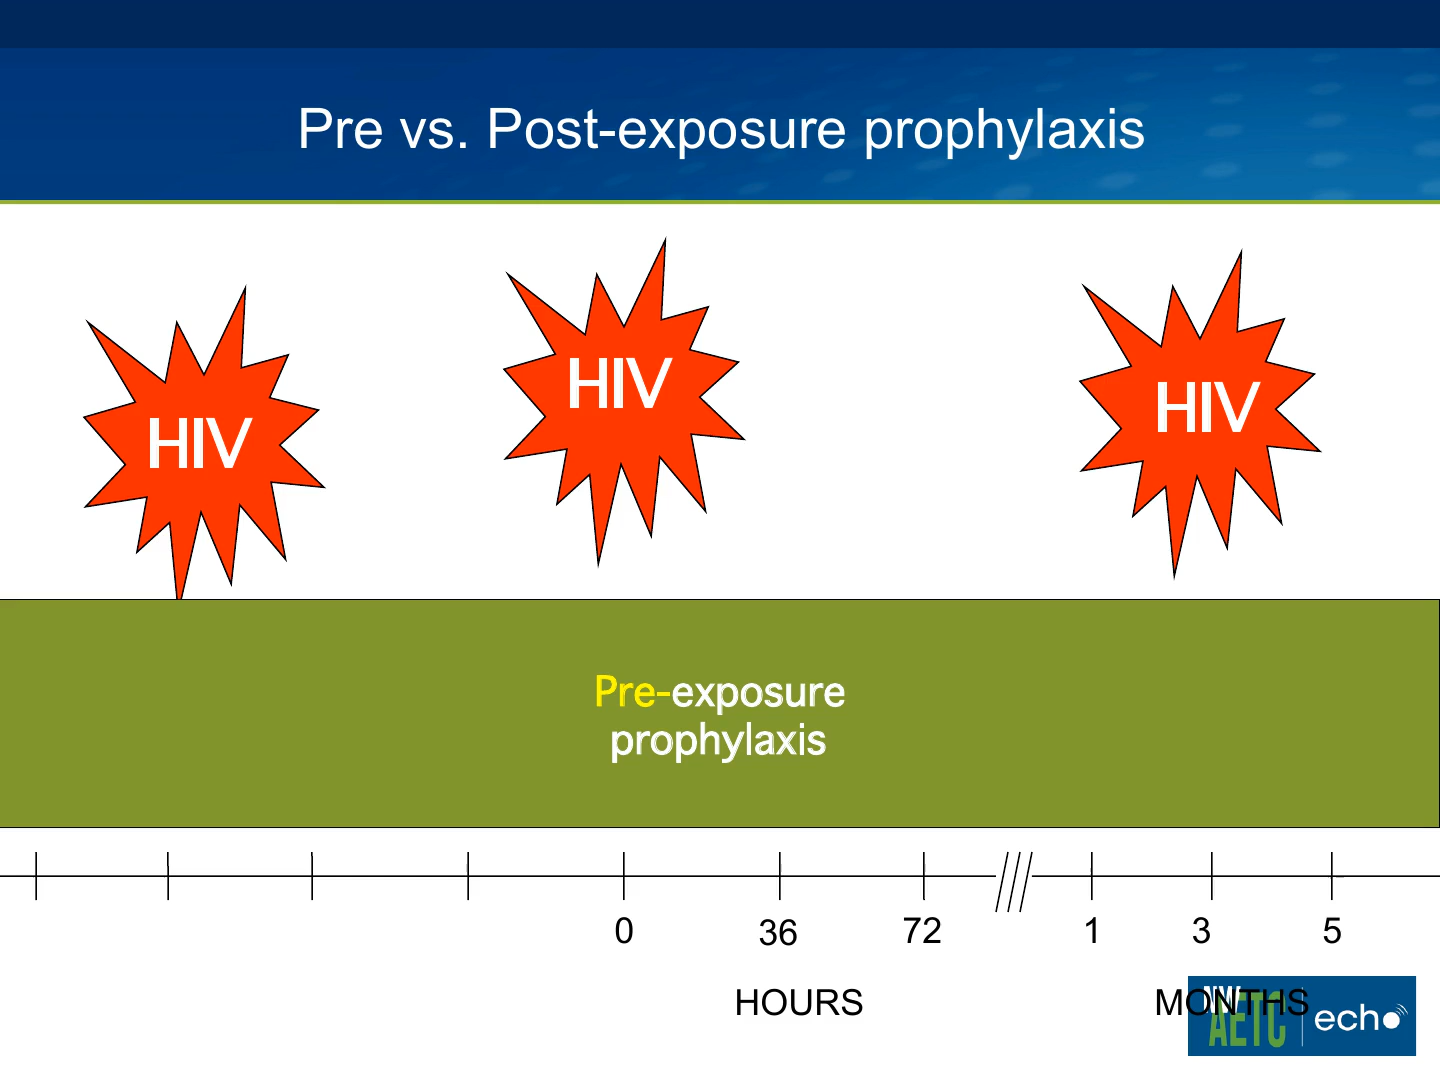 Pre vs. Post-exposure prophylaxis
HIV
HIV
HIV
Pre-exposure
prophylaxis
0 36 72 1 3 5
HOURS MONTHS
NW
AETC echo